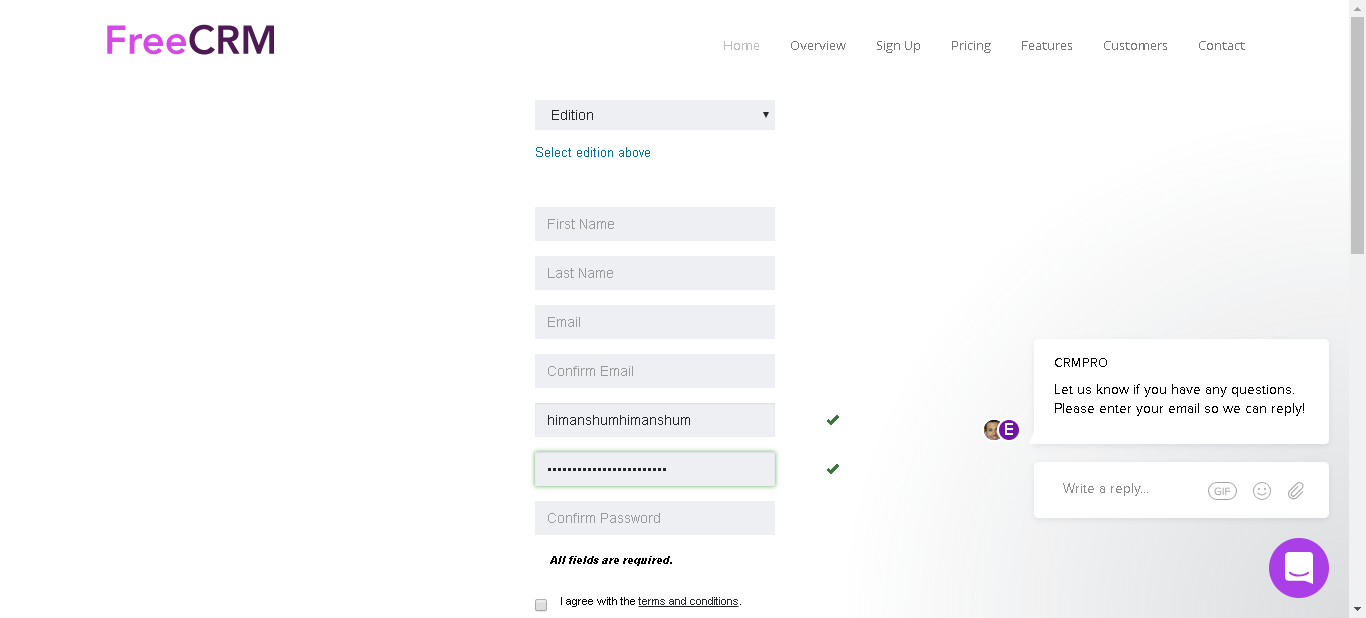 FreeCRM
Home Overview Sign Up Pricing Features Customers Contact
Edition
Select edition above
First Name
Last Name
Email
Confirm Email
himanshumhimanshum
••••••••••••••••••••••••
Confirm Password
All fields are required.
I agree with the terms and conditions.
CRMPRO
Let us know if you have any questions.
Please enter your email so we can reply!
E
Write a reply...
GIF